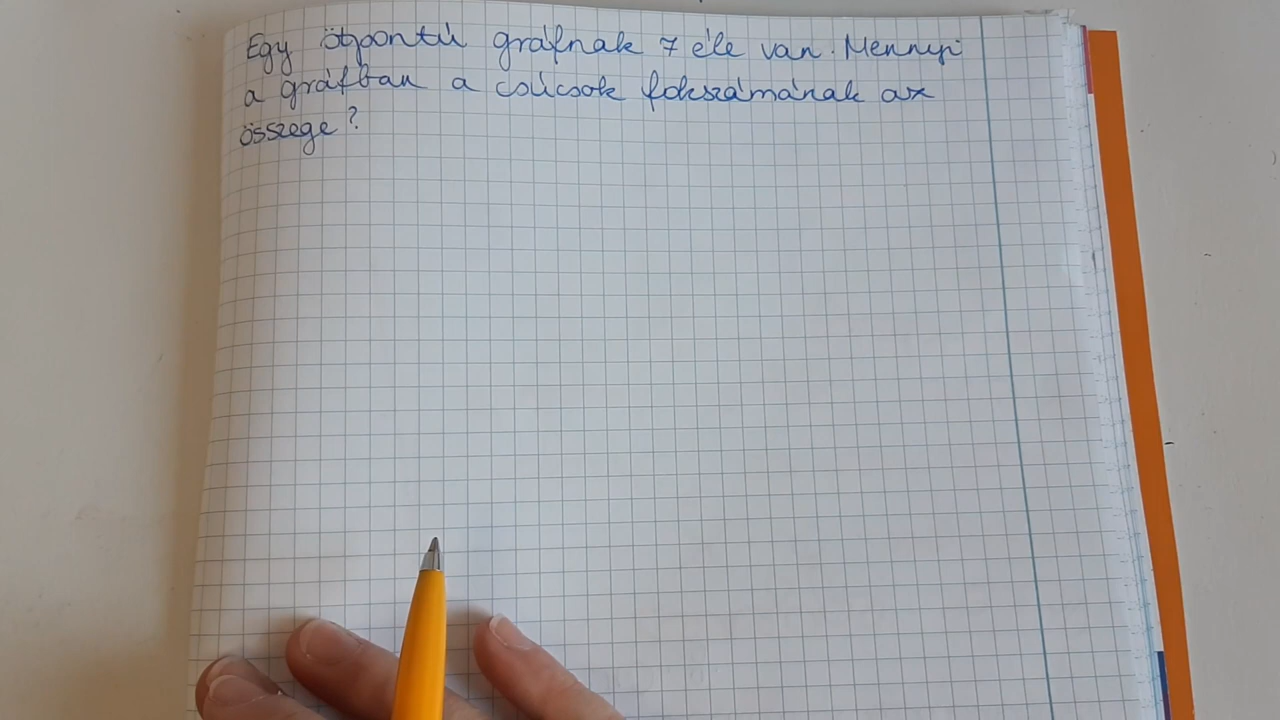 Egy ötpontú gráfnak 7 éle van. Mennyi
a gráfban a csúcsok fokszámának az
összege?